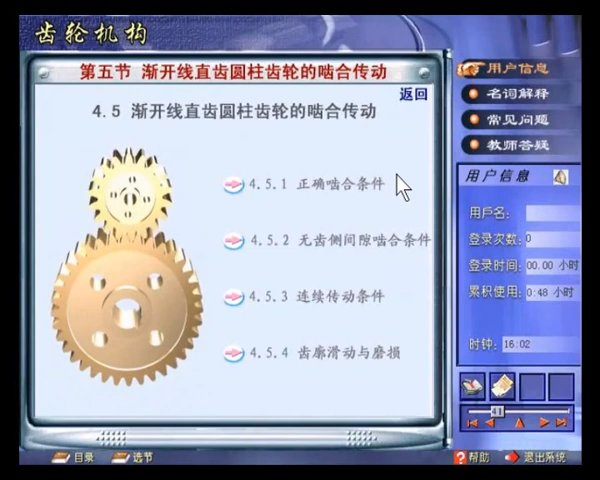 齿轮机构
第五节 渐开线直齿圆柱齿轮的啮合传动
返回
4.5 渐开线直齿圆柱齿轮的啮合传动
4.5.1 正确啮合条件
4.5.2 无齿侧间隙啮合条件
4.5.3 连续传动条件
4.5.4 齿廓滑动与磨损
用户信息
名词解释
常见问题
教师答疑
用户信息
用戶名:
登录次数: 0
登录时间: 00.00 小时
累积使用: 0:48 小时
时钟: 16:02
41
目录
选节
帮助
退出系统